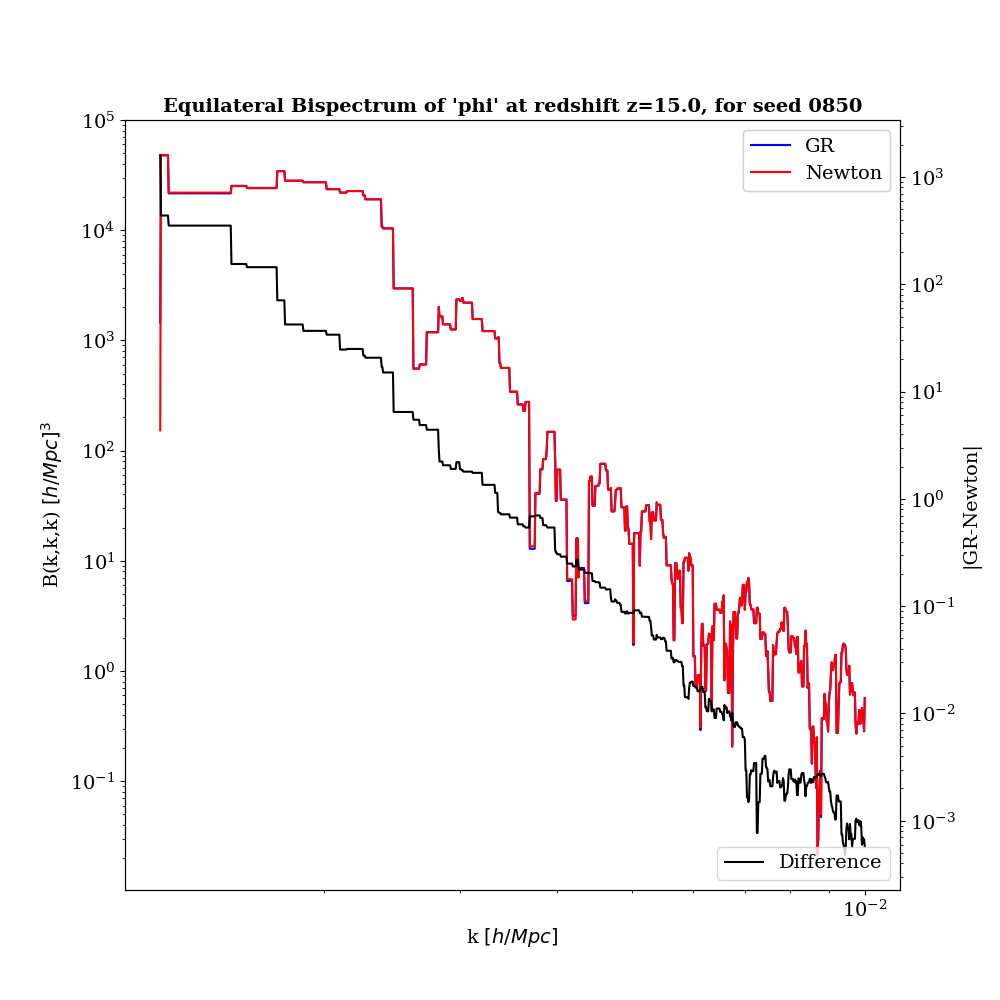 Equilateral Bispectrum of 'phi' at redshift z=15.0, for seed 0850
GR
Newton
10^5
10^4
10^3
10^2
10^1
10^0
10^-1
B(k,k,k) [h/Mpc]^3
10^3
10^2
10^1
10^0
10^-1
10^-2
10^-3
|GR-Newton|
Difference
10^-2
k [h/Mpc]